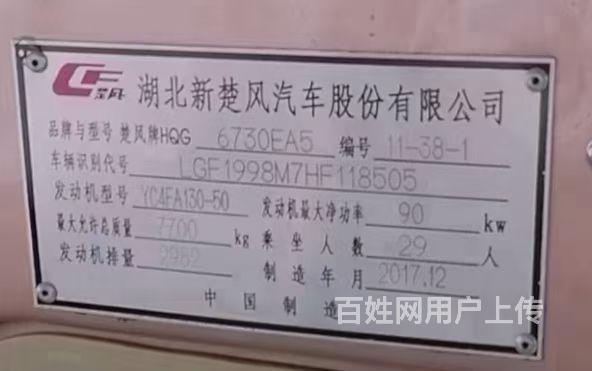 楚风 湖北新楚风汽车股份有限公司
品牌与型号 楚风牌HQG 6730EA5 编号 11-38-1
车辆识别代号 LGF1998M7HF118505
发动机型号 YC4FA130-50 发动机最大净功率 90 kw
最大允许总质量 7700 kg 乘坐人数 29 人
发动机排量 2982 制造年月 2017.12
中国制造
百姓网用户上传